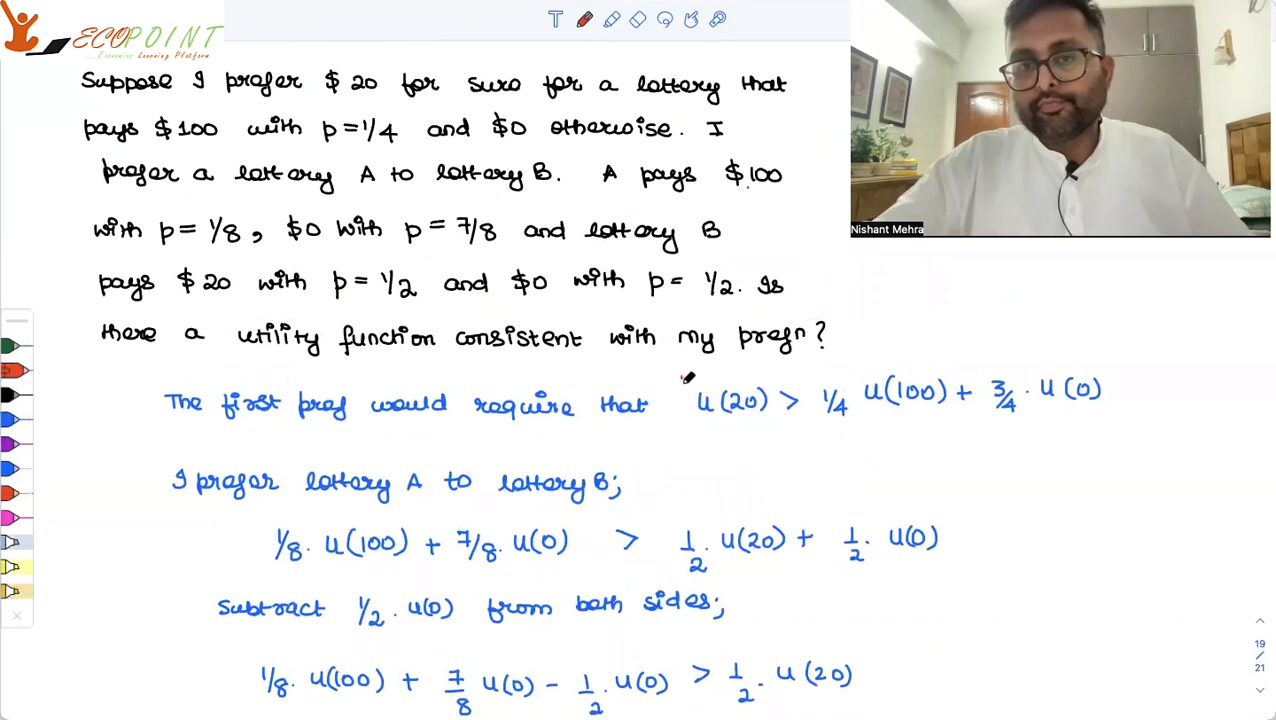 ECOPOINT
Economics Learning Platform
T
Suppose I prefer $20 for sure for a lottery that
pays $100 with p=1/4 and $0 otherwise. I
prefer a lottery A to lottery B. A pays $100
with p= 1/8, $0 with p= 7/8 and lottery B
pays $20 with p= 1/2 and $0 with p= 1/2. Is
there a utility function consistent with my prefn?
Nishant Mehra
The first pref would require that u(20) > 1/4 u(100) + 3/4 · u(0)
I prefer lottery A to lottery B;
1/8 · u(100) + 7/8 · u(0) > 1/2 · u(20) + 1/2 · u(0)
Subtract 1/2 · u(0) from both sides;
1/8 · u(100) + 7/8 u(0) - 1/2 · u(0) > 1/2 · u(20)
19
/
21